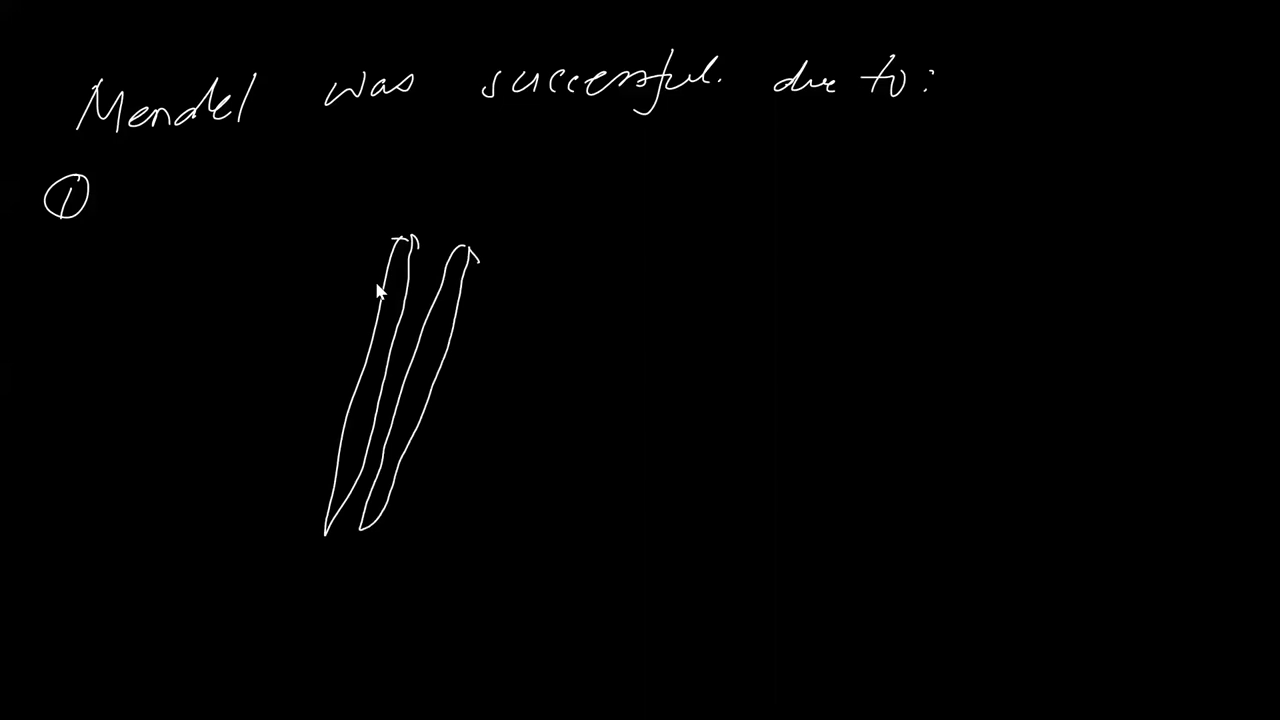 Mendel was successful. due to:
①